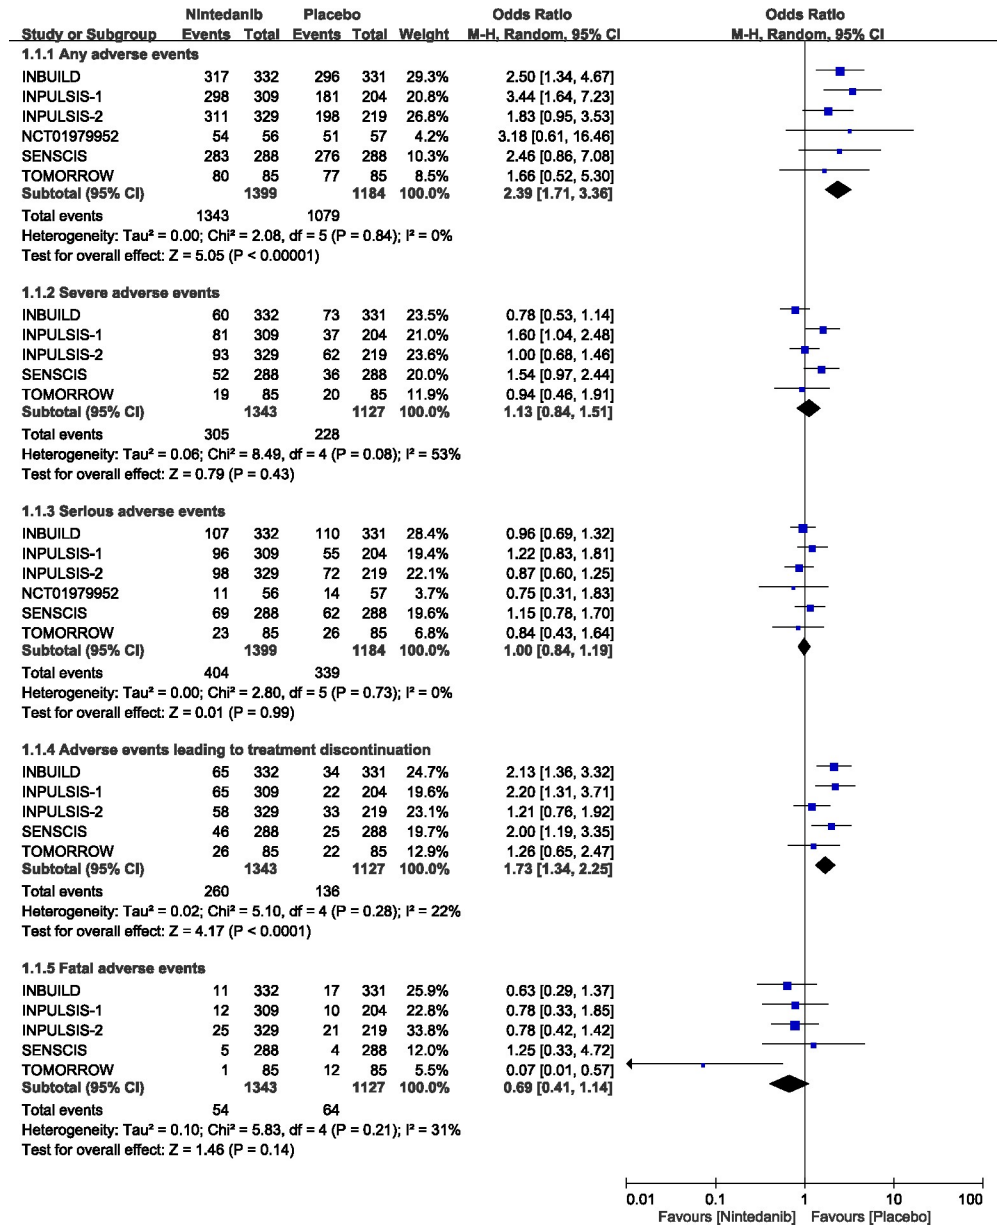 Nintedanib Placebo Odds Ratio Odds Ratio
Study or Subgroup Events Total Events Total Weight M-H, Random, 95% CI M-H, Random, 95% CI
1.1.1 Any adverse events
INBUILD 317 332 296 331 29.3% 2.50 [1.34, 4.67]
INPULSIS-1 298 309 181 204 20.8% 3.44 [1.64, 7.23]
INPULSIS-2 311 329 198 219 26.8% 1.83 [0.95, 3.53]
NCT01979952 54 56 51 57 4.2% 3.18 [0.61, 16.46]
SENSCIS 283 288 276 288 10.3% 2.46 [0.86, 7.08]
TOMORROW 80 85 77 85 8.5% 1.66 [0.52, 5.30]
Subtotal (95% CI) 1399 1184 100.0% 2.39 [1.71, 3.36]
Total events 1343 1079
Heterogeneity: Tau² = 0.00; Chi² = 2.08, df = 5 (P = 0.84); I² = 0%
Test for overall effect: Z = 5.05 (P < 0.00001)
1.1.2 Severe adverse events
INBUILD 60 332 73 331 23.5% 0.78 [0.53, 1.14]
INPULSIS-1 81 309 37 204 21.0% 1.60 [1.04, 2.48]
INPULSIS-2 93 329 62 219 23.6% 1.00 [0.68, 1.46]
SENSCIS 52 288 36 288 20.0% 1.54 [0.97, 2.44]
TOMORROW 19 85 20 85 11.9% 0.94 [0.46, 1.91]
Subtotal (95% CI) 1343 1127 100.0% 1.13 [0.84, 1.51]
Total events 305 228
Heterogeneity: Tau² = 0.06; Chi² = 8.49, df = 4 (P = 0.08); I² = 53%
Test for overall effect: Z = 0.79 (P = 0.43)
1.1.3 Serious adverse events
INBUILD 107 332 110 331 28.4% 0.96 [0.69, 1.32]
INPULSIS-1 96 309 55 204 19.4% 1.22 [0.83, 1.81]
INPULSIS-2 98 329 72 219 22.1% 0.87 [0.60, 1.25]
NCT01979952 11 56 14 57 3.7% 0.75 [0.31, 1.83]
SENSCIS 69 288 62 288 19.6% 1.15 [0.78, 1.70]
TOMORROW 23 85 26 85 6.8% 0.84 [0.43, 1.64]
Subtotal (95% CI) 1399 1184 100.0% 1.00 [0.84, 1.19]
Total events 404 339
Heterogeneity: Tau² = 0.00; Chi² = 2.80, df = 5 (P = 0.73); I² = 0%
Test for overall effect: Z = 0.01 (P = 0.99)
1.1.4 Adverse events leading to treatment discontinuation
INBUILD 65 332 34 331 24.7% 2.13 [1.36, 3.32]
INPULSIS-1 65 309 22 204 19.6% 2.20 [1.31, 3.71]
INPULSIS-2 58 329 33 219 23.1% 1.21 [0.76, 1.92]
SENSCIS 46 288 25 288 19.7% 2.00 [1.19, 3.35]
TOMORROW 26 85 22 85 12.9% 1.26 [0.65, 2.47]
Subtotal (95% CI) 1343 1127 100.0% 1.73 [1.34, 2.25]
Total events 260 136
Heterogeneity: Tau² = 0.02; Chi² = 5.10, df = 4 (P = 0.28); I² = 22%
Test for overall effect: Z = 4.17 (P < 0.0001)
1.1.5 Fatal adverse events
INBUILD 11 332 17 331 25.9% 0.63 [0.29, 1.37]
INPULSIS-1 12 309 10 204 22.8% 0.78 [0.33, 1.85]
INPULSIS-2 25 329 21 219 33.8% 0.78 [0.42, 1.42]
SENSCIS 5 288 4 288 12.0% 1.25 [0.33, 4.72]
TOMORROW 1 85 12 85 5.5% 0.07 [0.01, 0.57]
Subtotal (95% CI) 1343 1127 100.0% 0.69 [0.41, 1.14]
Total events 54 64
Heterogeneity: Tau² = 0.10; Chi² = 5.83, df = 4 (P = 0.21); I² = 31%
Test for overall effect: Z = 1.46 (P = 0.14)
0.01 0.1 1 10 100
Favours [Nintedanib] Favours [Placebo]